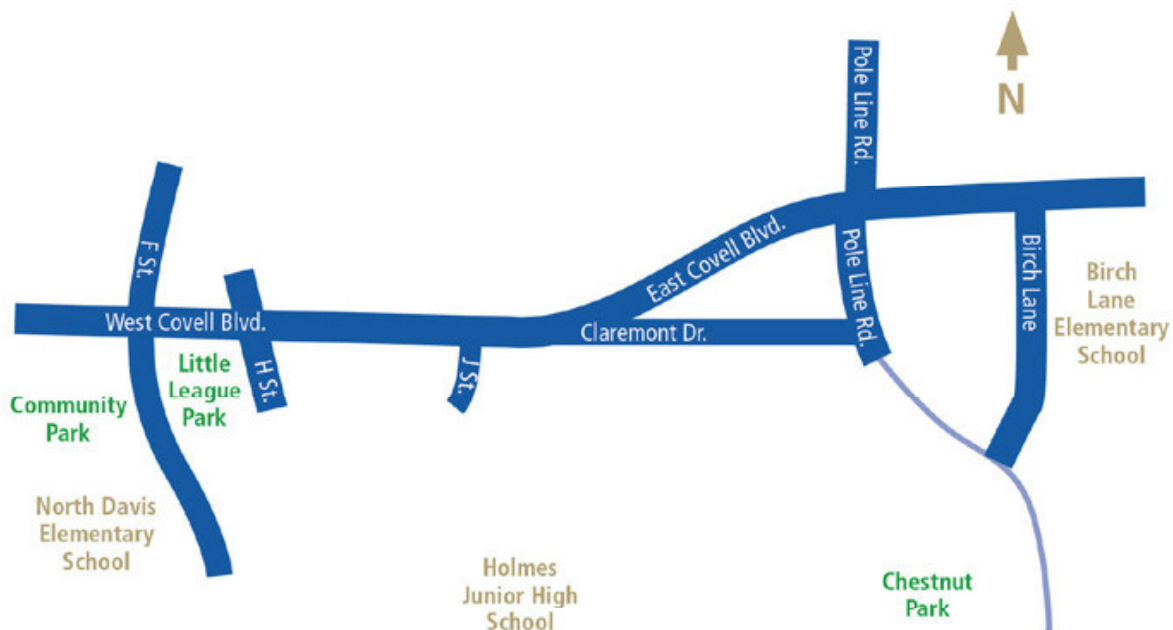 N
Pole Line Rd.
East Covell Blvd.
Pole Line Rd.
Birch Lane
Birch
Lane
Elementary
School
F St.
West Covell Blvd.
Claremont Dr.
H St.
J St.
Little
League
Park
Community
Park
North Davis
Elementary
School
Holmes
Junior High
School
Chestnut
Park